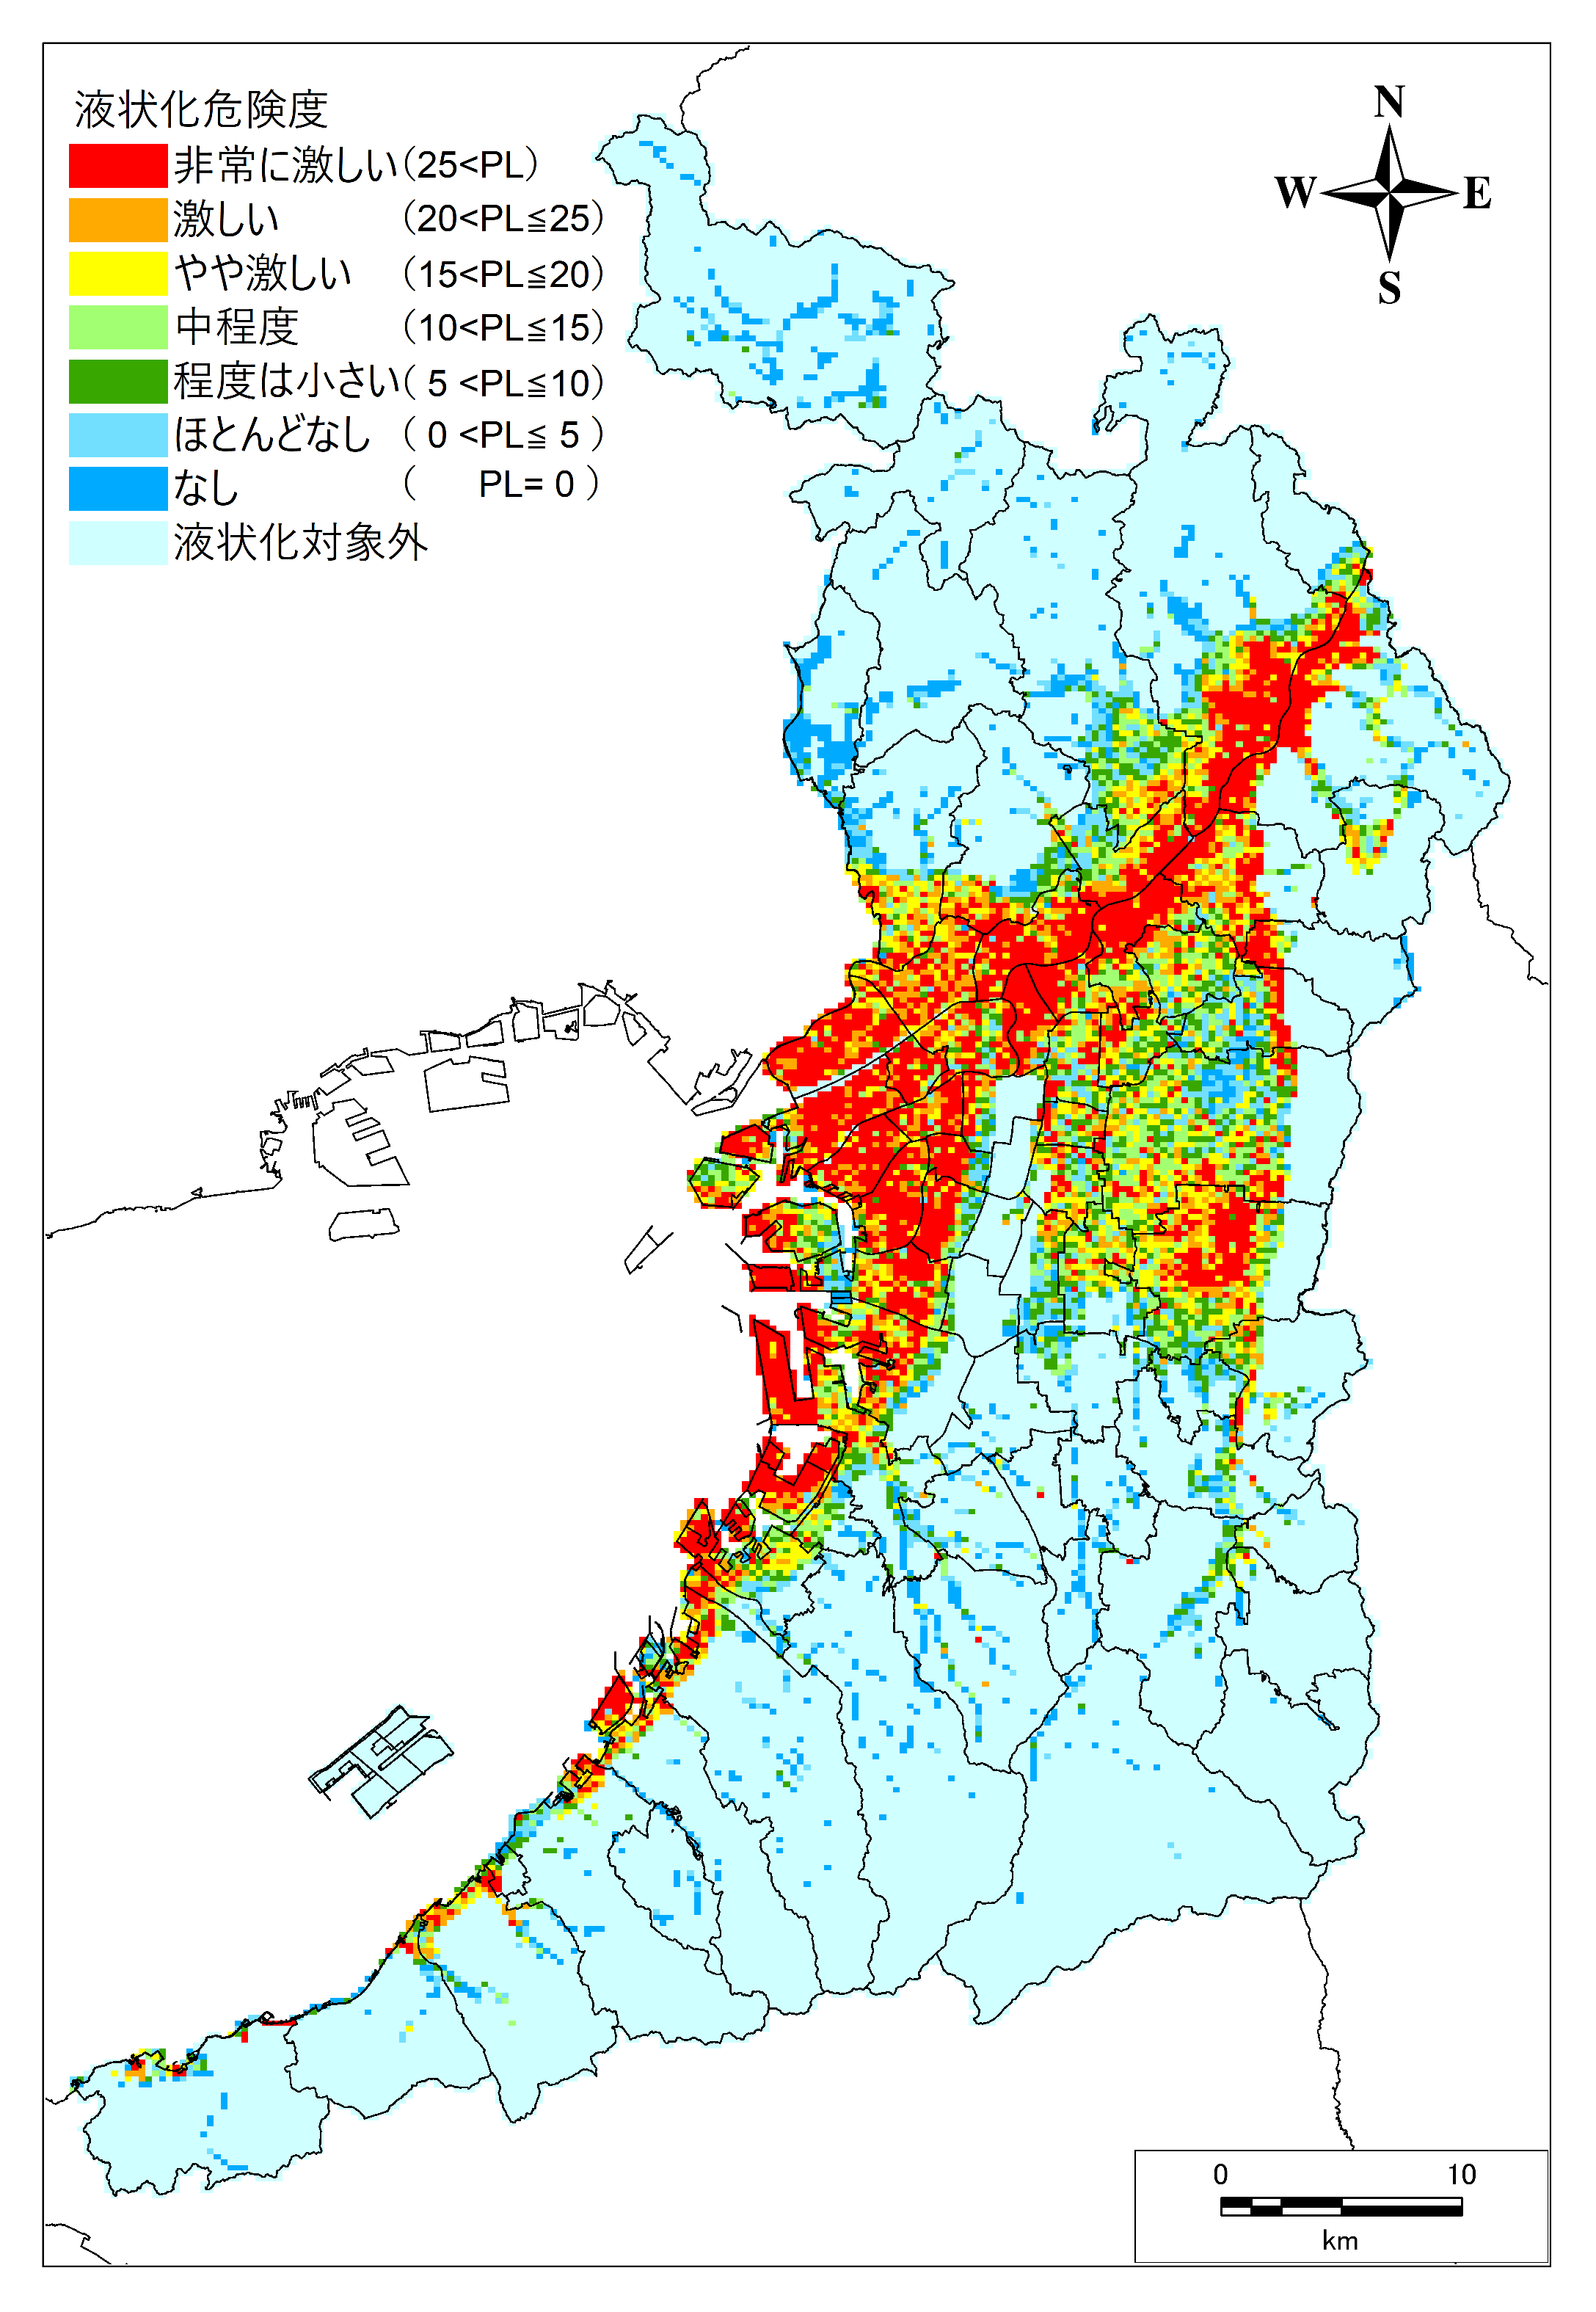 液状化危険度
非常に激しい(25<PL)
激しい (20<PL≦25)
やや激しい (15<PL≦20)
中程度 (10<PL≦15)
程度は小さい( 5 <PL≦10)
ほとんどなし ( 0 <PL≦ 5 )
なし ( PL= 0 )
液状化対象外
N
W E
S
0 10
km